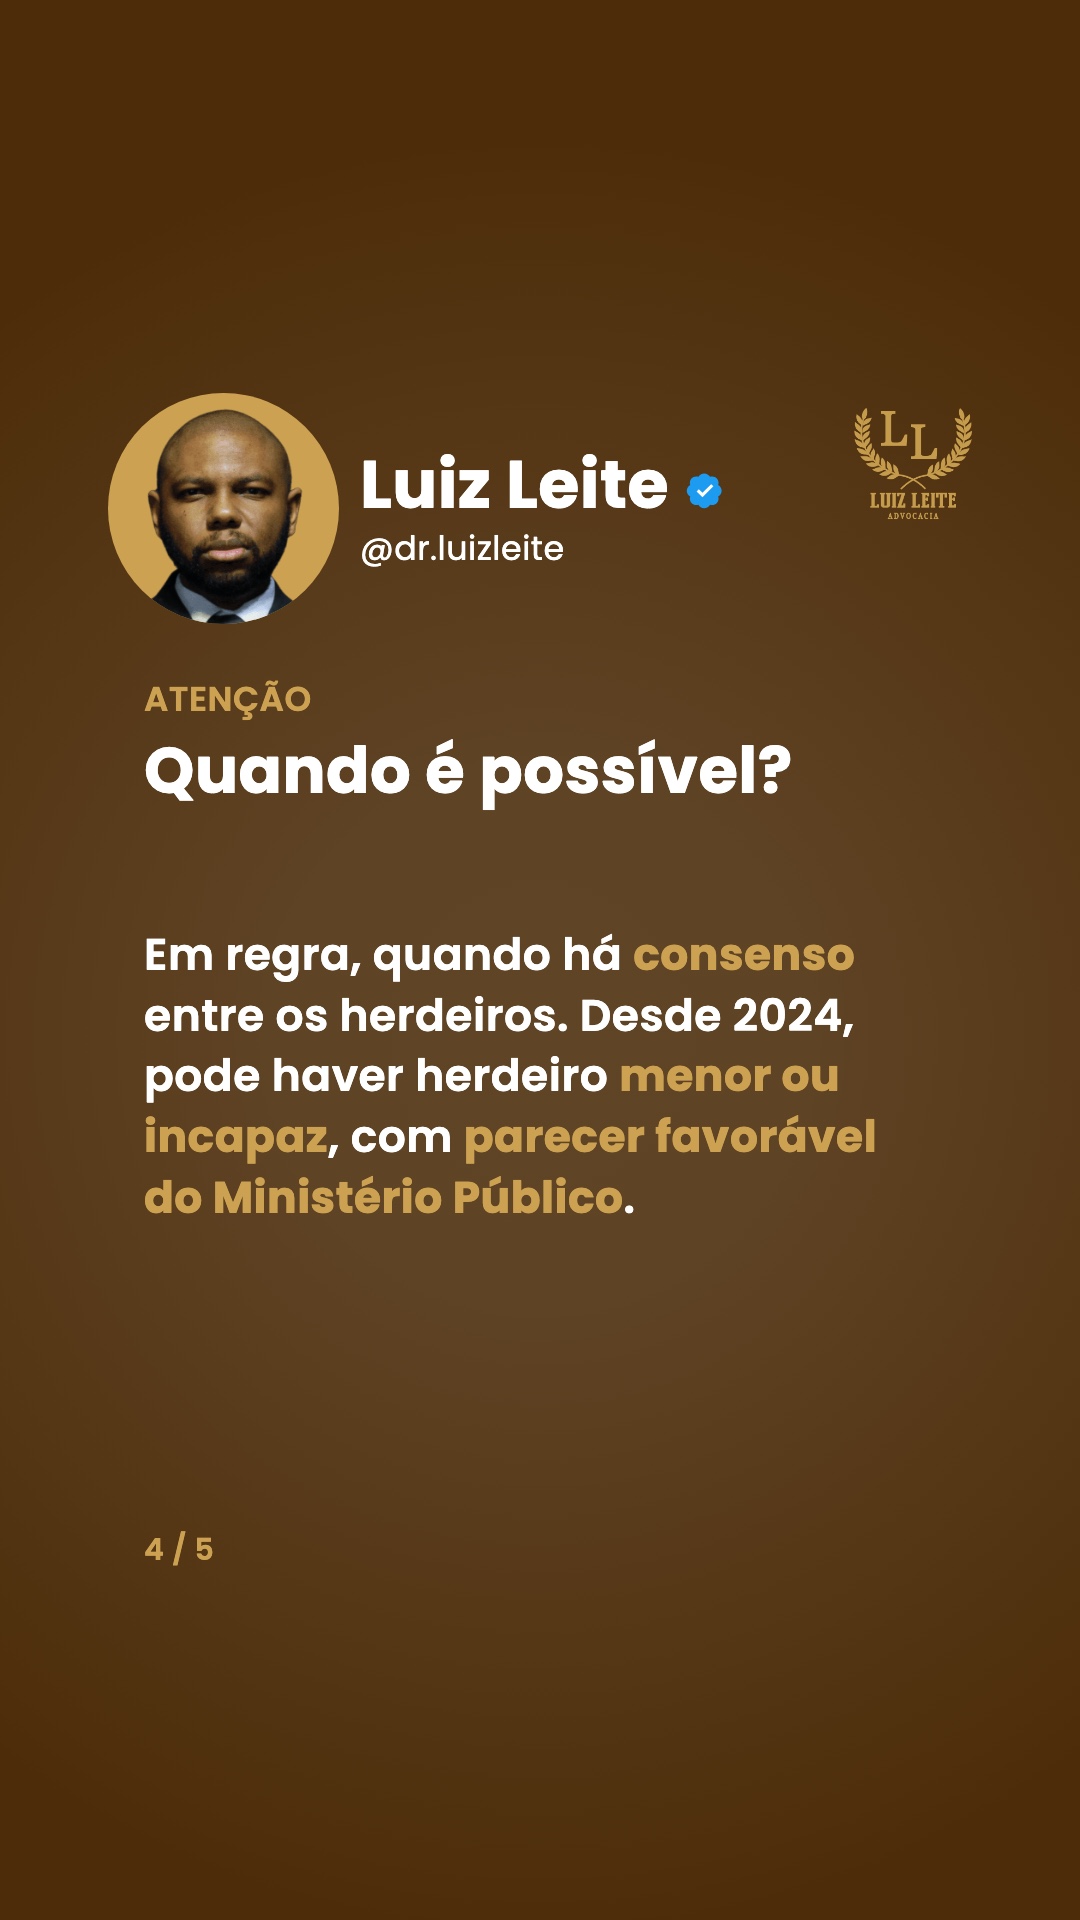 Luiz Leite
@dr.luizleite
LL
LUIZ LEITE
ADVOCACIA
ATENÇÃO
Quando é possível?
Em regra, quando há consenso
entre os herdeiros. Desde 2024,
pode haver herdeiro menor ou
incapaz, com parecer favorável
do Ministério Público.
4 / 5